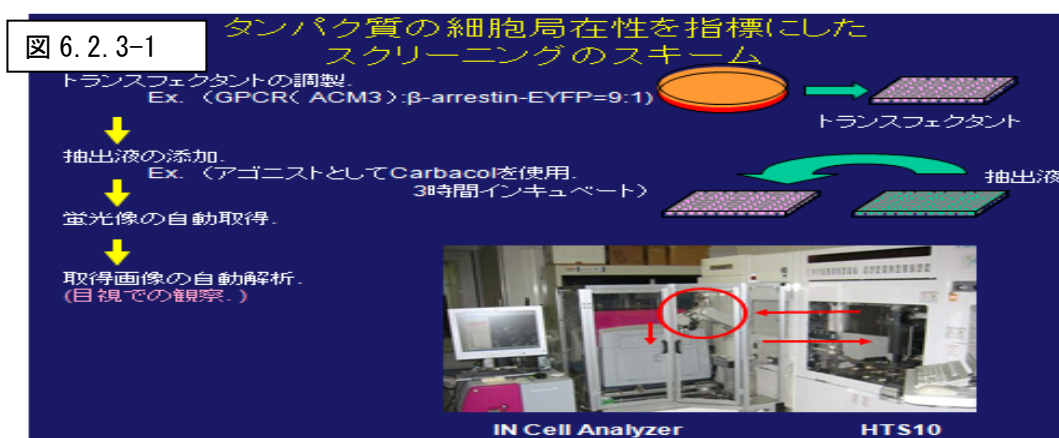 図 6.2.3-1
タンパク質の細胞局在性を指標にした
スクリーニングのスキーム
トランスフェクタントの調製.
Ex. (GPCR( ACM3):β-arrestin-EYFP=9:1)
トランスフェクタント
抽出液の添加.
Ex. (アゴニストとしてCarbacolを使用.
3時間インキュベート)
抽出液
蛍光像の自動取得.
取得画像の自動解析.
(目視での観察.)
IN Cell Analyzer
HTS10